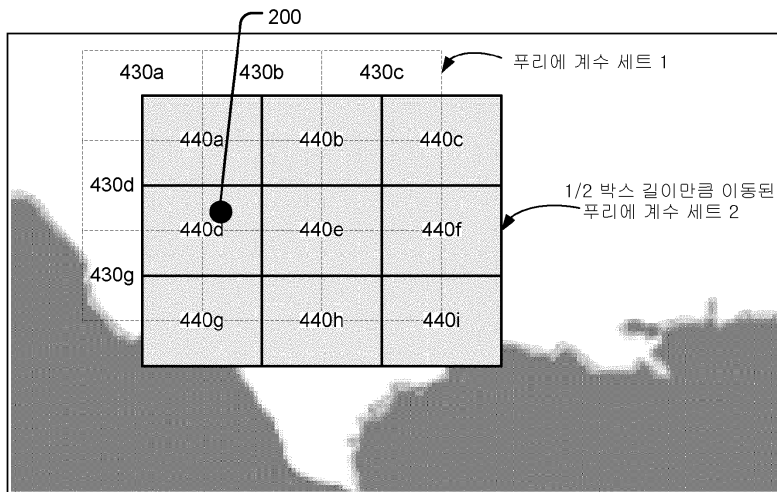 200
430a 430b 430c
푸리에 계수 세트 1
440a 440b 440c
430d
1/2 박스 길이만큼 이동된
푸리에 계수 세트 2
440d 440e 440f
430g
440g 440h 440i